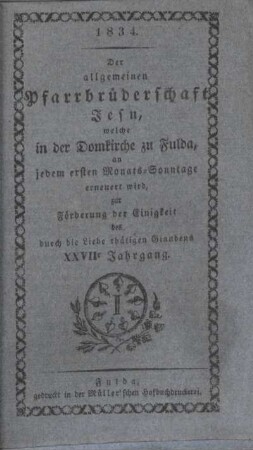 1834.
Der
allgemeinen
Pfarrbrüderschaft
Jesu,
welche
in der Domkirche zu Fulda,
an
jedem ersten Monats-Sonntage
erneuert wird,
zur
Förderung der Einigkeit
des
durch die Liebe thätigen Glaubens
XXVIIr Jahrgang.
I
Fulda;
gedruckt in der Müller'schen Hofbuchdruckerei.